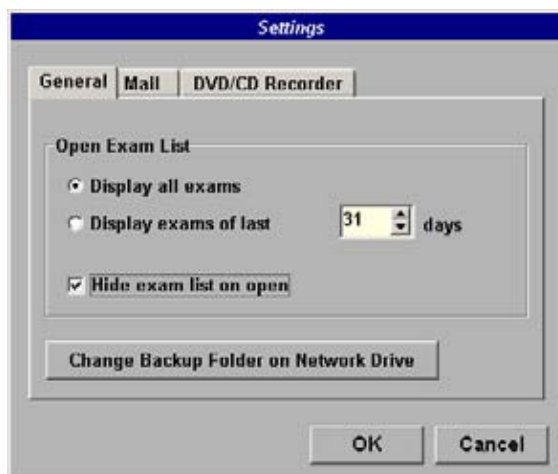 Settings
General Mail DVD/CD Recorder
Open Exam List
Display all exams
Display exams of last 31 days
Hide exam list on open
Change Backup Folder on Network Drive
OK Cancel